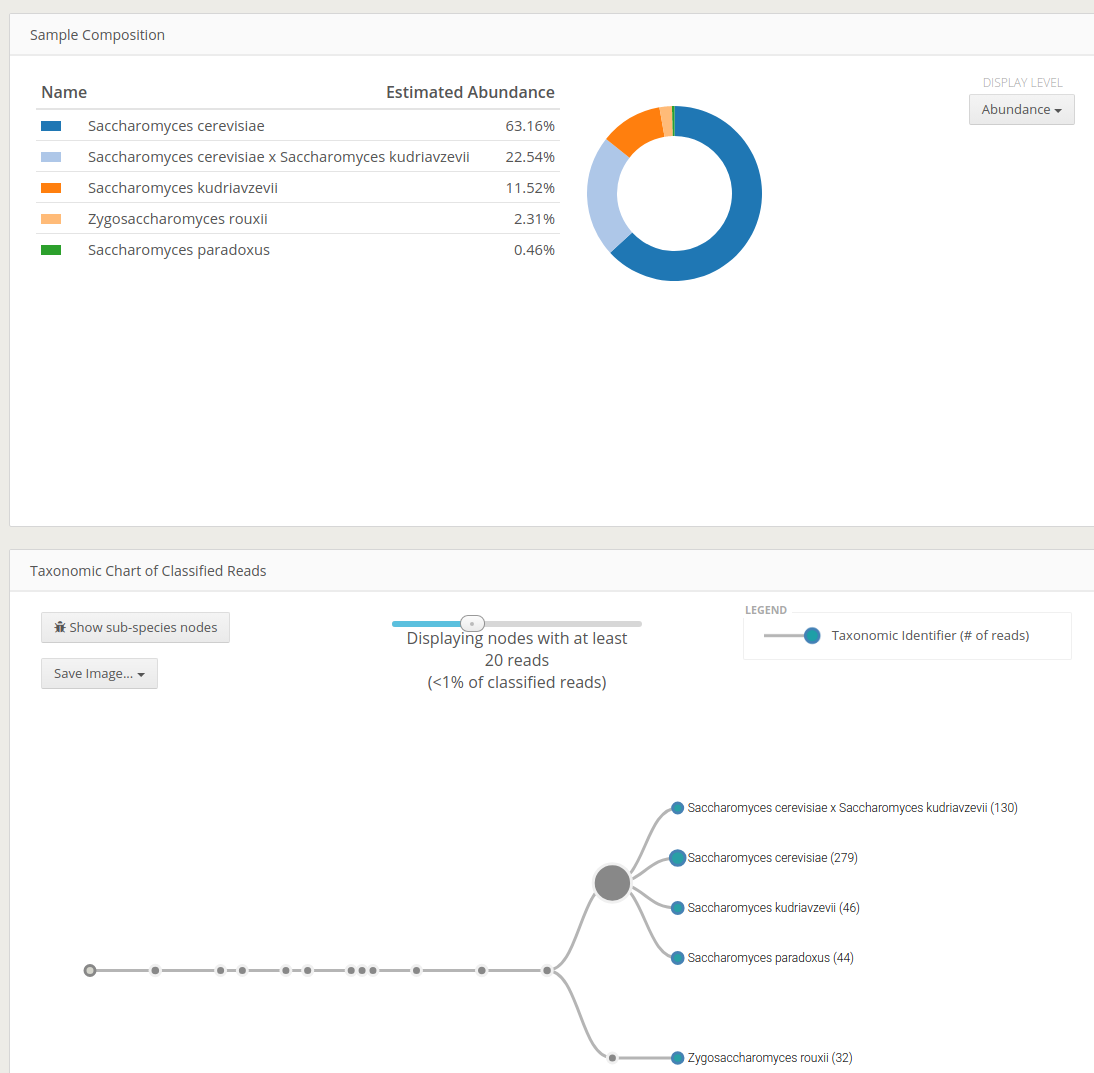 Sample Composition
Name Estimated Abundance
DISPLAY LEVEL
Abundance
Saccharomyces cerevisiae 63.16%
Saccharomyces cerevisiae x Saccharomyces kudriavzevii 22.54%
Saccharomyces kudriavzevii 11.52%
Zygosaccharomyces rouxii 2.31%
Saccharomyces paradoxus 0.46%
Taxonomic Chart of Classified Reads
Show sub-species nodes
Save Image...
Displaying nodes with at least
20 reads
(<1% of classified reads)
LEGEND
Taxonomic Identifier (# of reads)
Saccharomyces cerevisiae x Saccharomyces kudriavzevii (130)
Saccharomyces cerevisiae (279)
Saccharomyces kudriavzevii (46)
Saccharomyces paradoxus (44)
Zygosaccharomyces rouxii (32)